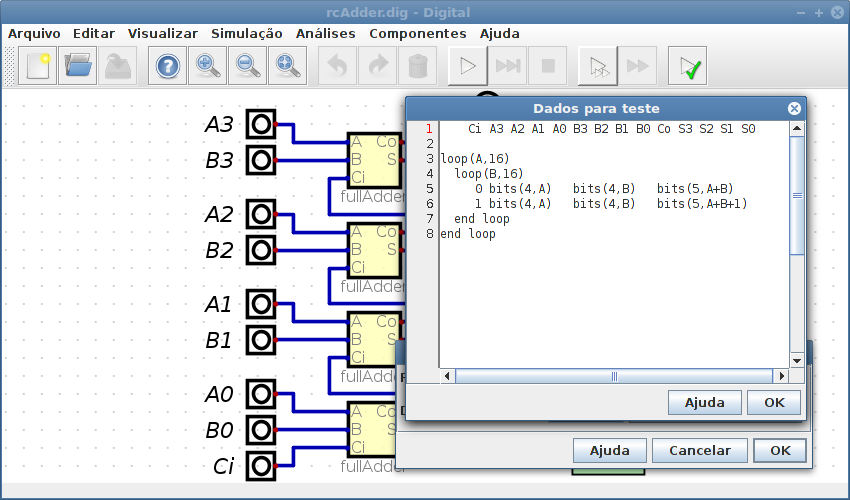 rcAdder.dig - Digital
Arquivo Editar Visualizar Simulação Análises Componentes Ajuda
Dados para teste
1 Ci A3 A2 A1 A0 B3 B2 B1 B0 Co S3 S2 S1 S0
2
3 loop(A,16)
4 loop(B,16)
5 0 bits(4,A) bits(4,B) bits(5,A+B)
6 1 bits(4,A) bits(4,B) bits(5,A+B+1)
7 end loop
8 end loop
Ajuda OK
Ajuda Cancelar OK
A3
A Co
B3
B S
Ci
fullAdder
A2
A Co
B2
B S
Ci
fullAdder
A1
A Co
B1
B S
Ci
fullAdd
A0
A Co
B0
B S
Ci
Ci
fullAdder